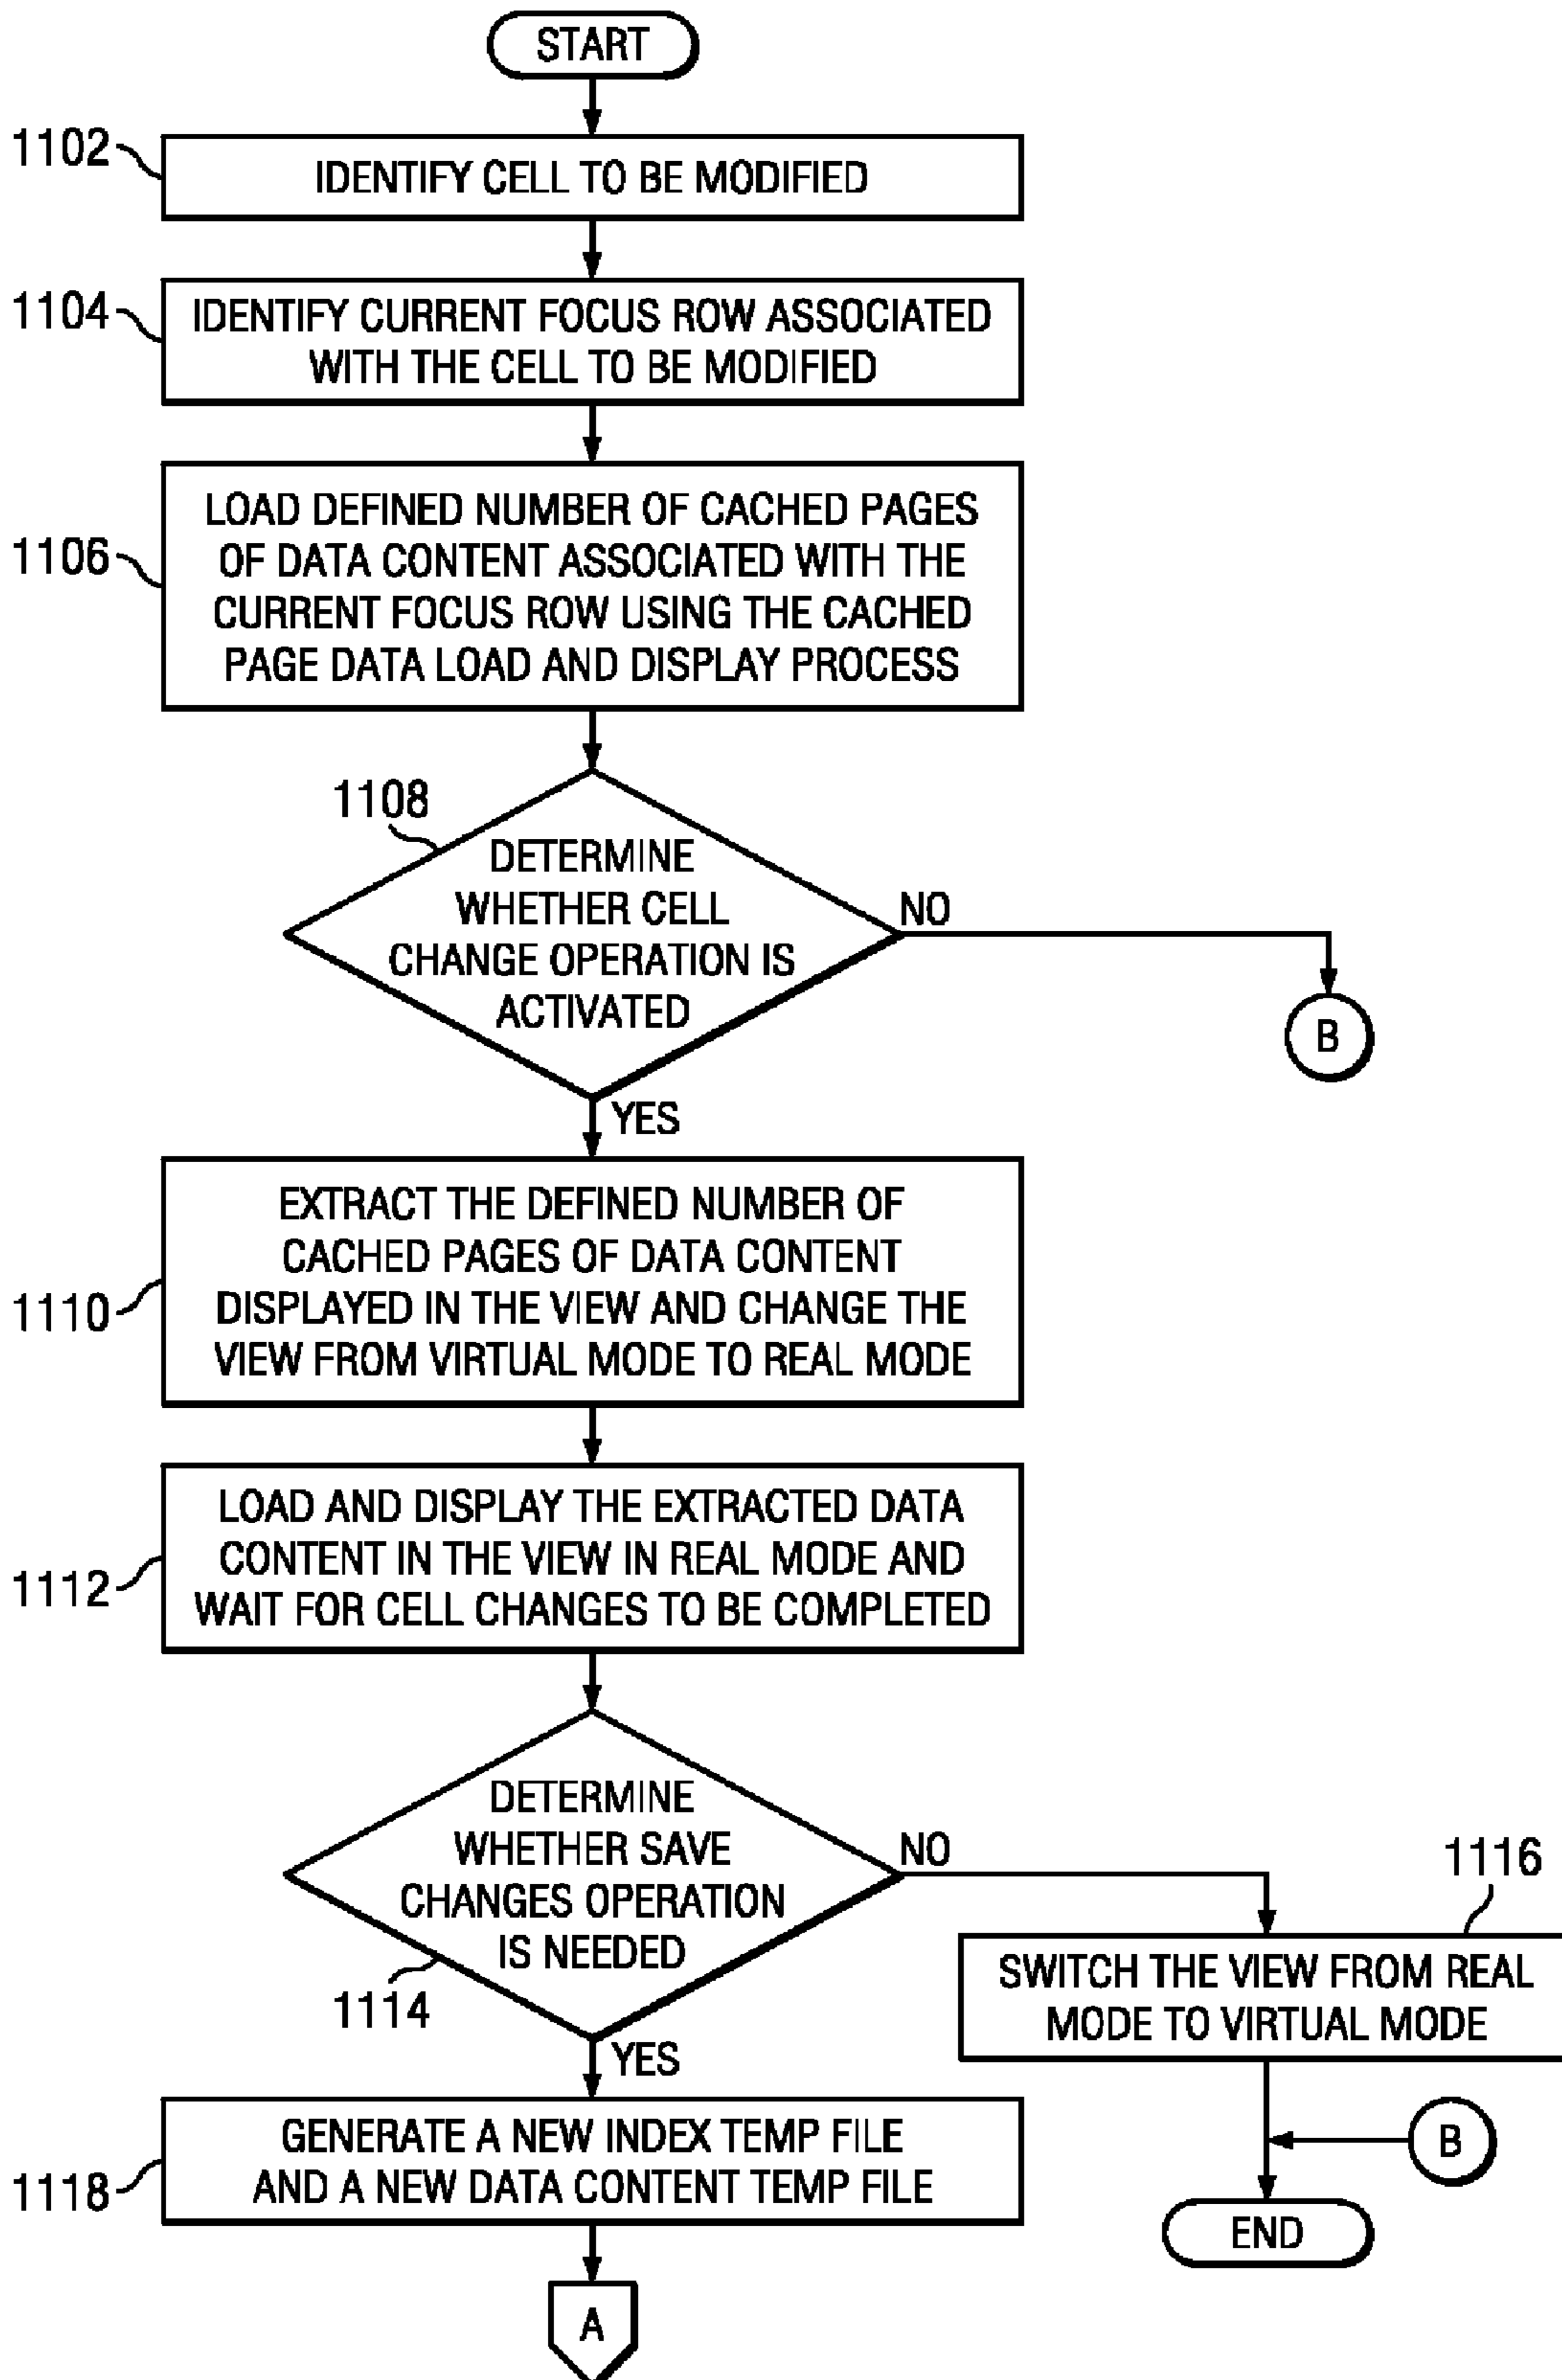 START
1102
IDENTIFY CELL TO BE MODIFIED
1104
IDENTIFY CURRENT FOCUS ROW ASSOCIATED
WITH THE CELL TO BE MODIFIED
1106
LOAD DEFINED NUMBER OF CACHED PAGES
OF DATA CONTENT ASSOCIATED WITH THE
CURRENT FOCUS ROW USING THE CACHED
PAGE DATA LOAD AND DISPLAY PROCESS
1108
DETERMINE
WHETHER CELL
CHANGE OPERATION IS
ACTIVATED
NO
B
YES
1110
EXTRACT THE DEFINED NUMBER OF
CACHED PAGES OF DATA CONTENT
DISPLAYED IN THE VIEW AND CHANGE THE
VIEW FROM VIRTUAL MODE TO REAL MODE
1112
LOAD AND DISPLAY THE EXTRACTED DATA
CONTENT IN THE VIEW IN REAL MODE AND
WAIT FOR CELL CHANGES TO BE COMPLETED
DETERMINE
WHETHER SAVE
CHANGES OPERATION
IS NEEDED
1114
NO
1116
SWITCH THE VIEW FROM REAL
MODE TO VIRTUAL MODE
YES
1118
GENERATE A NEW INDEX TEMP FILE
AND A NEW DATA CONTENT TEMP FILE
B
END
A